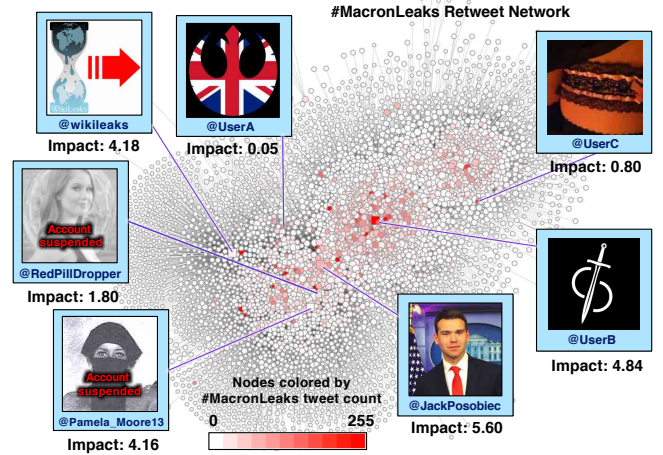 #MacronLeaks Retweet Network
WikiLeaks
@wikileaks
Impact: 4.18
@UserA
Impact: 0.05
@UserC
Impact: 0.80
Account
suspended
@RedPillDropper
Impact: 1.80
@UserB
Impact: 4.84
Account
suspended
@Pamela_Moore13
Impact: 4.16
@JackPosobiec
Impact: 5.60
Nodes colored by
#MacronLeaks tweet count
0 255